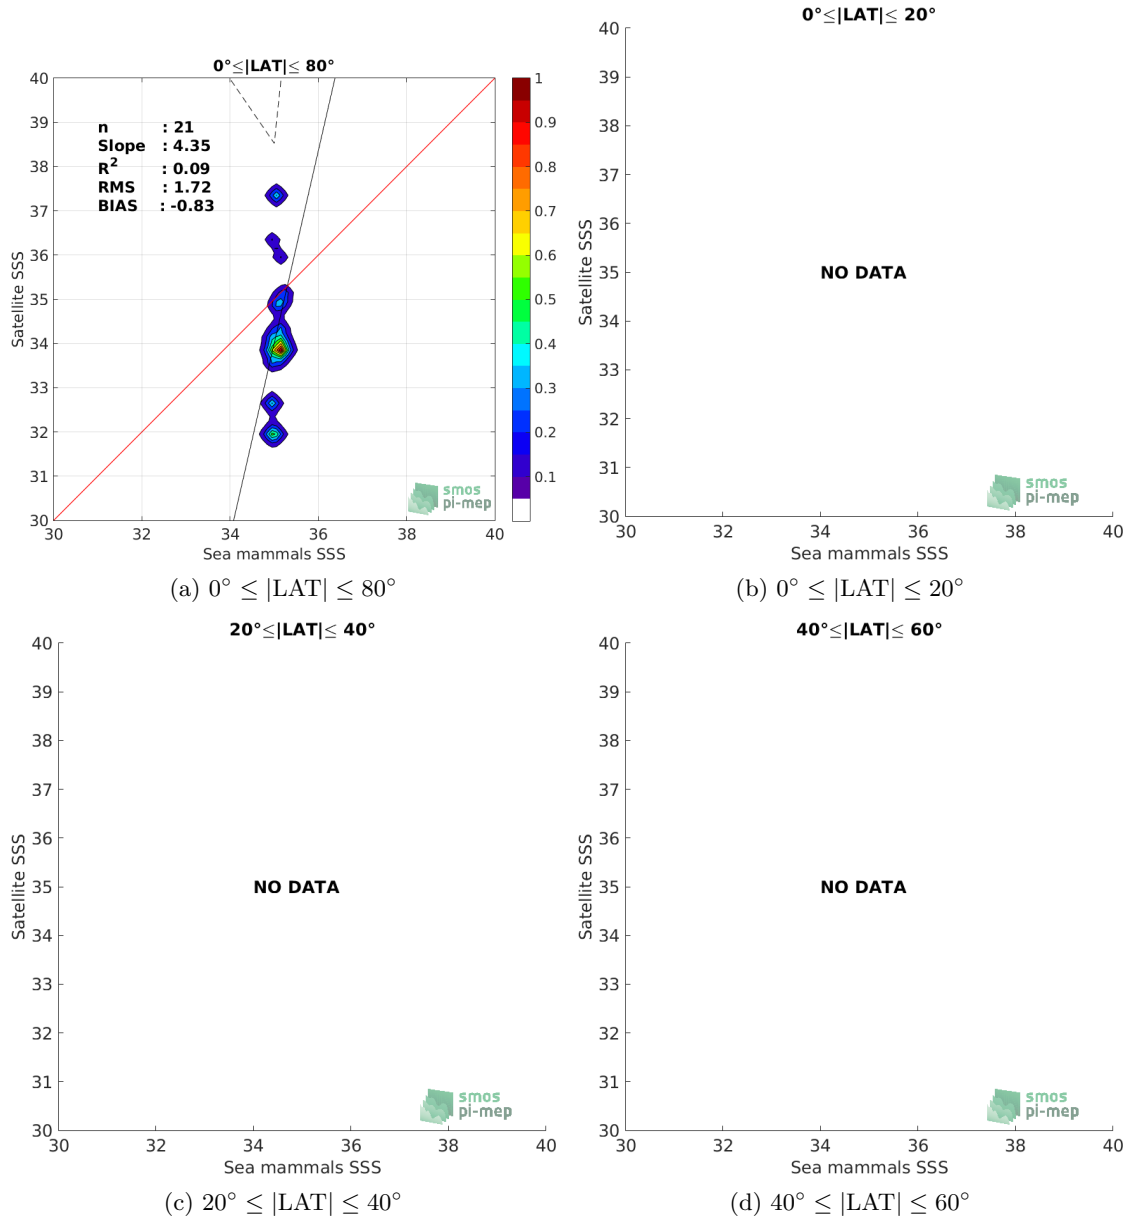 0°≤|LAT|≤ 80°
40
39
38
37
36
35
34
33
32
31
30
Satellite SSS
n : 21
Slope : 4.35
R² : 0.09
RMS : 1.72
BIAS : -0.83
1
0.9
0.8
0.7
0.6
0.5
0.4
0.3
0.2
0.1
smos
pi-mep
30 32 34 36 38 40
Sea mammals SSS
(a) 0° ≤ |LAT| ≤ 80°
0°≤|LAT|≤ 20°
40
39
38
37
36
35
34
33
32
31
30
Satellite SSS
NO DATA
smos
pi-mep
30 32 34 36 38 40
Sea mammals SSS
(b) 0° ≤ |LAT| ≤ 20°
20°≤|LAT|≤ 40°
40
39
38
37
36
35
34
33
32
31
30
Satellite SSS
NO DATA
smos
pi-mep
30 32 34 36 38 40
Sea mammals SSS
(c) 20° ≤ |LAT| ≤ 40°
40°≤|LAT|≤ 60°
40
39
38
37
36
35
34
33
32
31
30
Satellite SSS
NO DATA
smos
pi-mep
30 32 34 36 38 40
Sea mammals SSS
(d) 40° ≤ |LAT| ≤ 60°